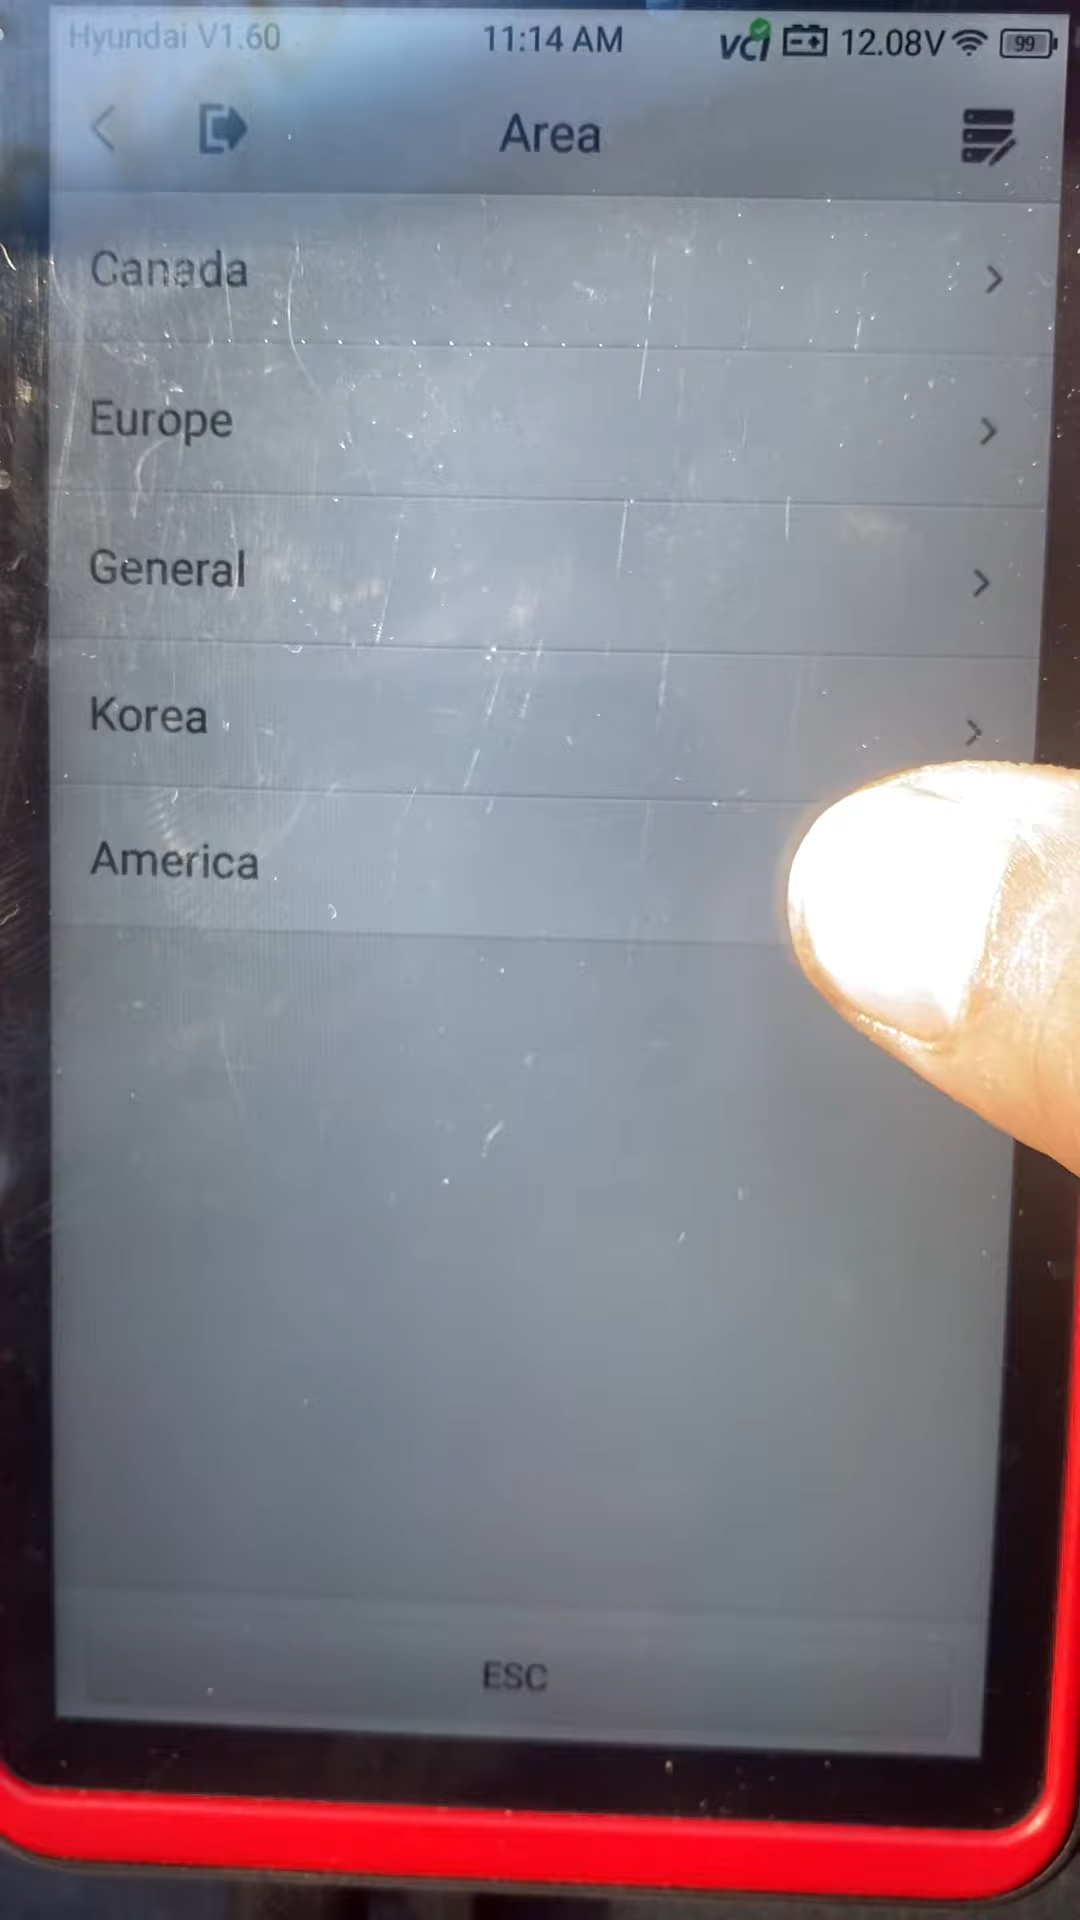 Hyundai V1.60 11:14 AM VCI 12.08V 99
Area
Canada
Europe
General
Korea
America
ESC